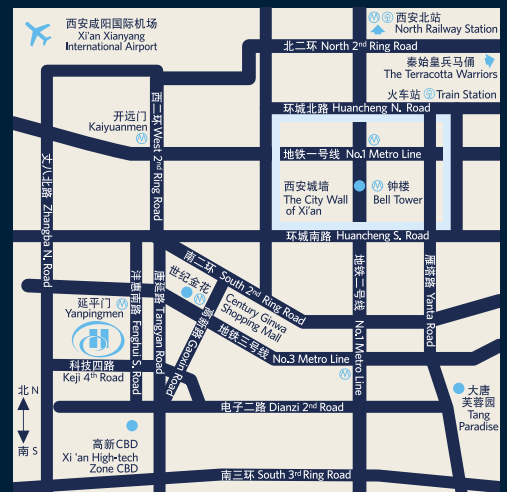 西安咸阳国际机场
Xi'an Xianyang
International Airport
西安北站
North Railway Station
北二环 North 2nd Ring Road
秦始皇兵马俑
The Terracotta Warriors
火车站 Train Station
环城北路 Huancheng N. Road
开远门
Kaiyuanmen
西二环 West 2nd Ring Road
地铁一号线 No.1 Metro Line
丈八北路 Zhangba N. Road
西安城墙
The City Wall
of Xi'an
钟楼
Bell Tower
环城南路 Huancheng S. Road
南二环 South 2nd Ring Road
世纪金花
Century Ginwa
Shopping Mall
地铁二号线 No.1 Metro Line
雁塔路 Yanta Road
沣惠南路 Fenghui S. Road
唐延路 Tangyan Road
高新路 Gaoxin Road
延平门
Yanpingmen
地铁三号线 No.3 Metro Line
科技四路
Keji 4th Road
北 N
南 S
电子二路 Dianzi 2nd Road
大唐
芙蓉园
Tang
Paradise
高新CBD
Xi 'an High-tech
Zone CBD
南三环 South 3rd Ring Road